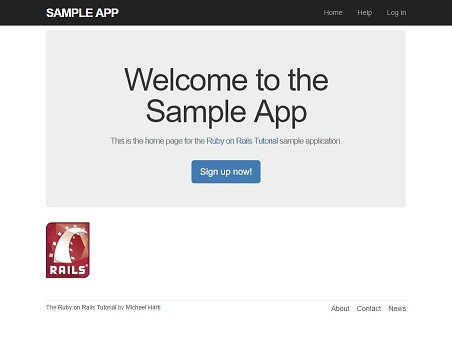 SAMPLE APP Home Help Log in
Welcome to the
Sample App
This is the home page for the Ruby on Rails Tutorial sample application.
Sign up now!
RAILS
The Ruby on Rails Tutorial by Michael Hartl About Contact News